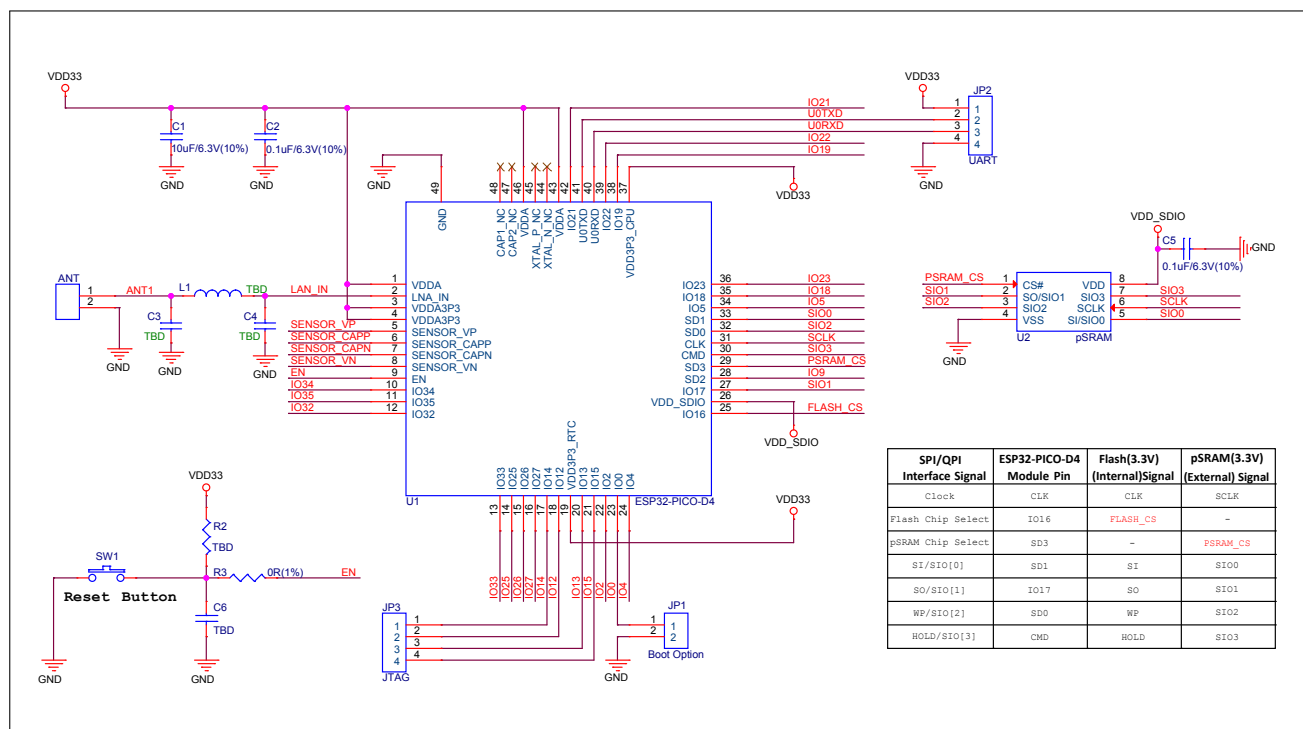 VDD33
C1
10uF/6.3V(10%)
GND
C2
0.1uF/6.3V(10%)
GND
GND
49
GND
48
47
46
45
44
43
42
41
40
39
38
37
CAP1_NC
CAP2_NC
VDDA
XTAL_P_NC
XTAL_N_NC
VDDA
IO21
U0TXD
U0RXD
IO22
IO19
VDD3P3_CPU
IO21
U0TXD
U0RXD
IO22
IO19
VDD33
VDD33
JP2
1 1
2 2
3 3
4 4
UART
GND
VDD_SDIO
C5
0.1uF/6.3V(10%)
GND
PSRAM_CS 1 CS#
SIO1 2 SO/SIO1
SIO2 3 SIO2
4 VSS
VDD 8
SIO3 7 SIO3
SCLK 6 SCLK
SI/SIO0 5 SIO0
U2
pSRAM
GND
ANT
1
2
ANT1
L1
TBD
LAN_IN
C3
TBD
GND
C4
TBD
GND
GND
1 VDDA
2 LNA_IN
3 VDDA3P3
4 VDDA3P3
SENSOR_VP 5 SENSOR_VP
SENSOR_CAPP 6 SENSOR_CAPP
SENSOR_CAPN 7 SENSOR_CAPN
SENSOR_VN 8 SENSOR_VN
EN 9 EN
IO34 10 IO34
IO35 11 IO35
IO32 12 IO32
IO23 36 IO23
IO18 35 IO18
IO5 34 IO5
SD1 33 SIO0
SD0 32 SIO2
CLK 31 SCLK
CMD 30 SIO3
SD3 29 PSRAM_CS
SD2 28 IO9
IO17 27 SIO1
VDD_SDIO 26
IO16 25 FLASH_CS
VDD_SDIO
IO33
IO25
IO26
IO27
IO14
IO12
VDD3P3_RTC
IO13
IO15
IO2
IO0
IO4
U1
ESP32-PICO-D4
13
14
15
16
17
18
19
20
21
22
23
24
VDD33
IO33
IO25
IO26
IO27
IO14
IO12
IO13
IO15
IO2
IO0
IO4
VDD33
R2
TBD
SW1
Reset Button
R3
0R(1%)
EN
C6
TBD
GND
GND
JP3
1 1
2 2
3 3
4 4
JTAG
JP1
1 1
2 2
Boot Option
GND
SPI/QPI Interface Signal ESP32-PICO-D4 Module Pin Flash(3.3V) (Internal)Signal pSRAM(3.3V) (External) Signal
Clock CLK CLK SCLK
Flash Chip Select IO16 FLASH_CS -
pSRAM Chip Select SD3 - PSRAM_CS
SI/SIO[0] SD1 SI SIO0
SO/SIO[1] IO17 SO SIO1
WP/SIO[2] SD0 WP SIO2
HOLD/SIO[3] CMD HOLD SIO3